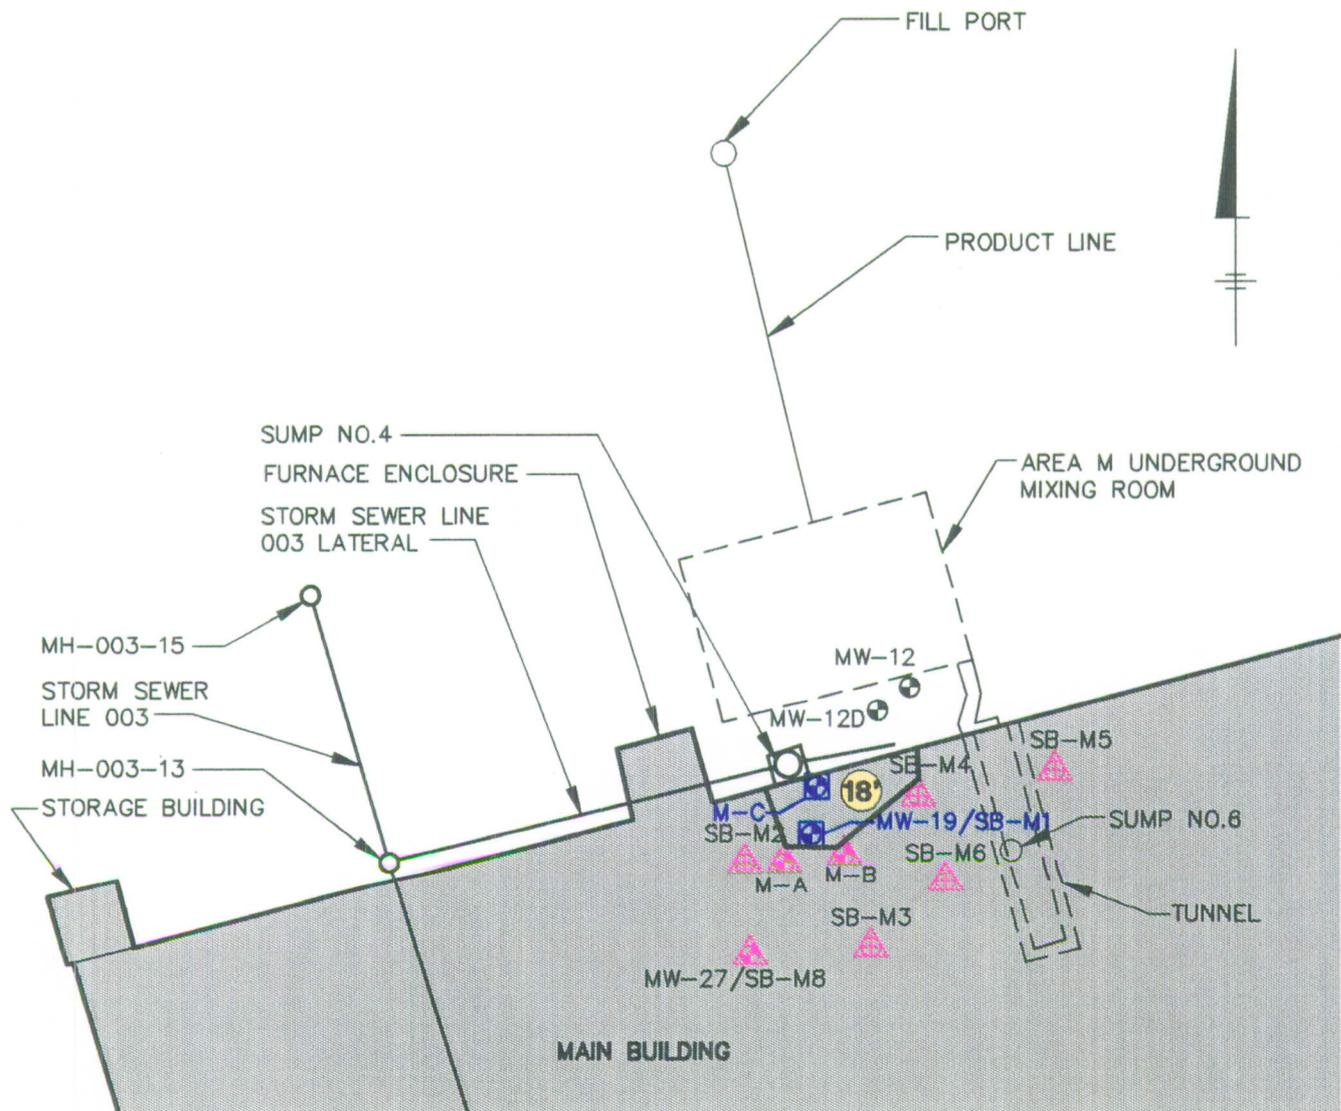 FILL PORT
PRODUCT LINE
SUMP NO.4
FURNACE ENCLOSURE
STORM SEWER LINE
003 LATERAL
AREA M UNDERGROUND
MIXING ROOM
MH-003-15
STORM SEWER
LINE 003
MH-003-13
STORAGE BUILDING
MW-12
MW-12D
SB-M5
SB-M4
18'
M-C
MW-19/SB-M1
SUMP NO.6
SB-M2
M-A
M-B
SB-M6
SB-M3
TUNNEL
MW-27/SB-M8
MAIN BUILDING